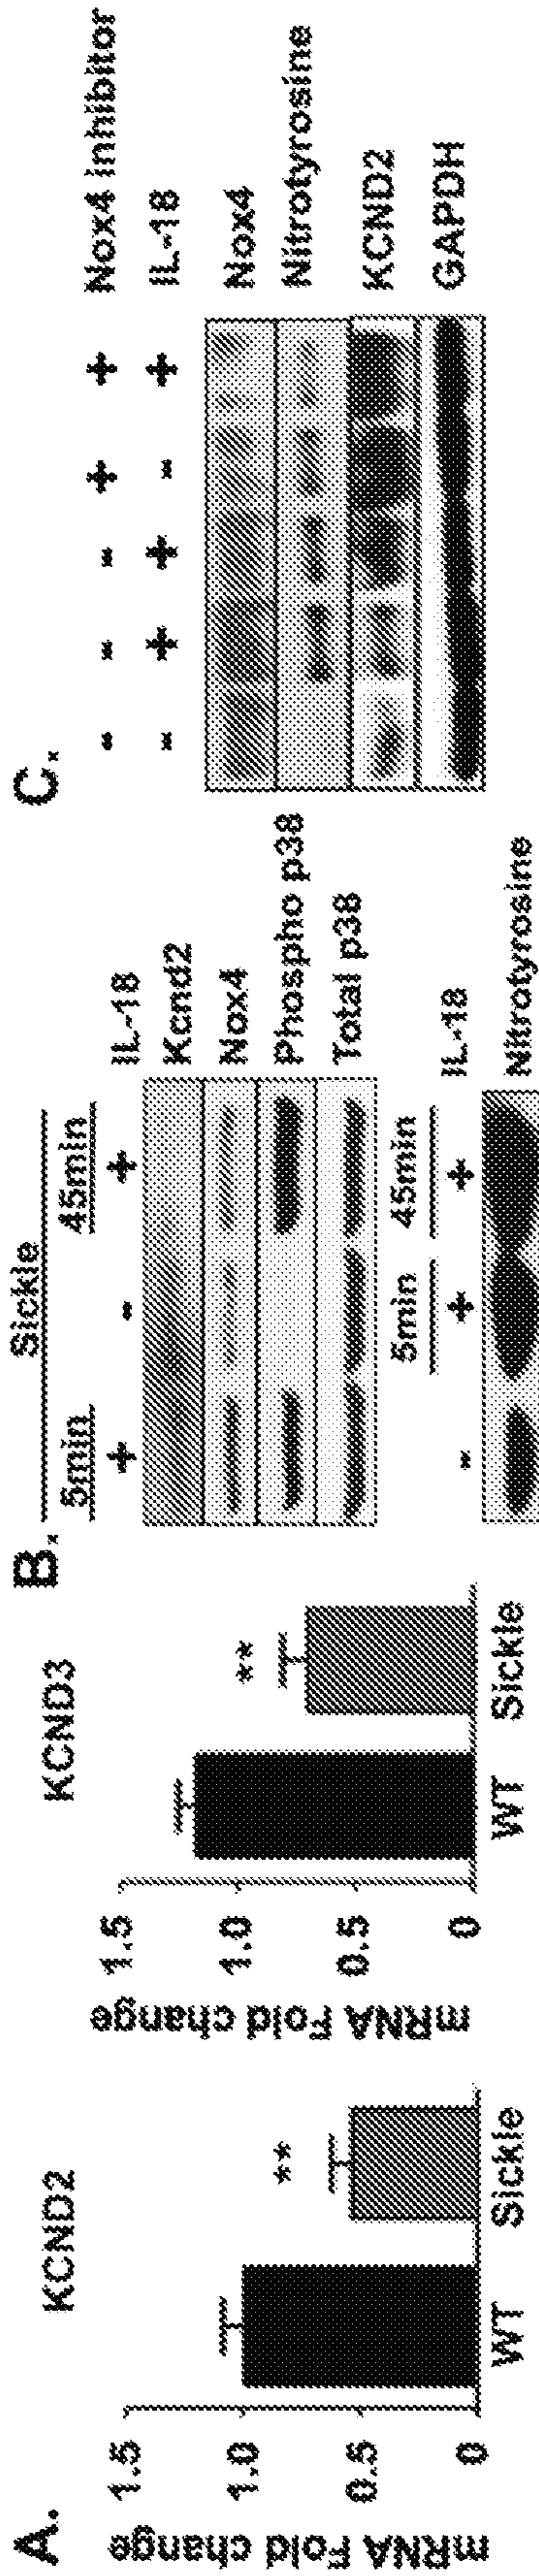 A.
KCND2
mRNA Fold change
1.5
1.0
0.5
0
**
WT Sickle
KCND3
mRNA Fold change
1.5
1.0
0.5
0
**
WT Sickle
B.
Sickle
5min 45min
+ - + IL-18
Kcnd2
Nox4
Phospho p38
Total p38
5min 45min
- + + IL-18
Nitrotyrosine
C.
- - - + + Nox4 inhibitor
- + + - + IL-18
Nox4
Nitrotyrosine
KCND2
GAPDH